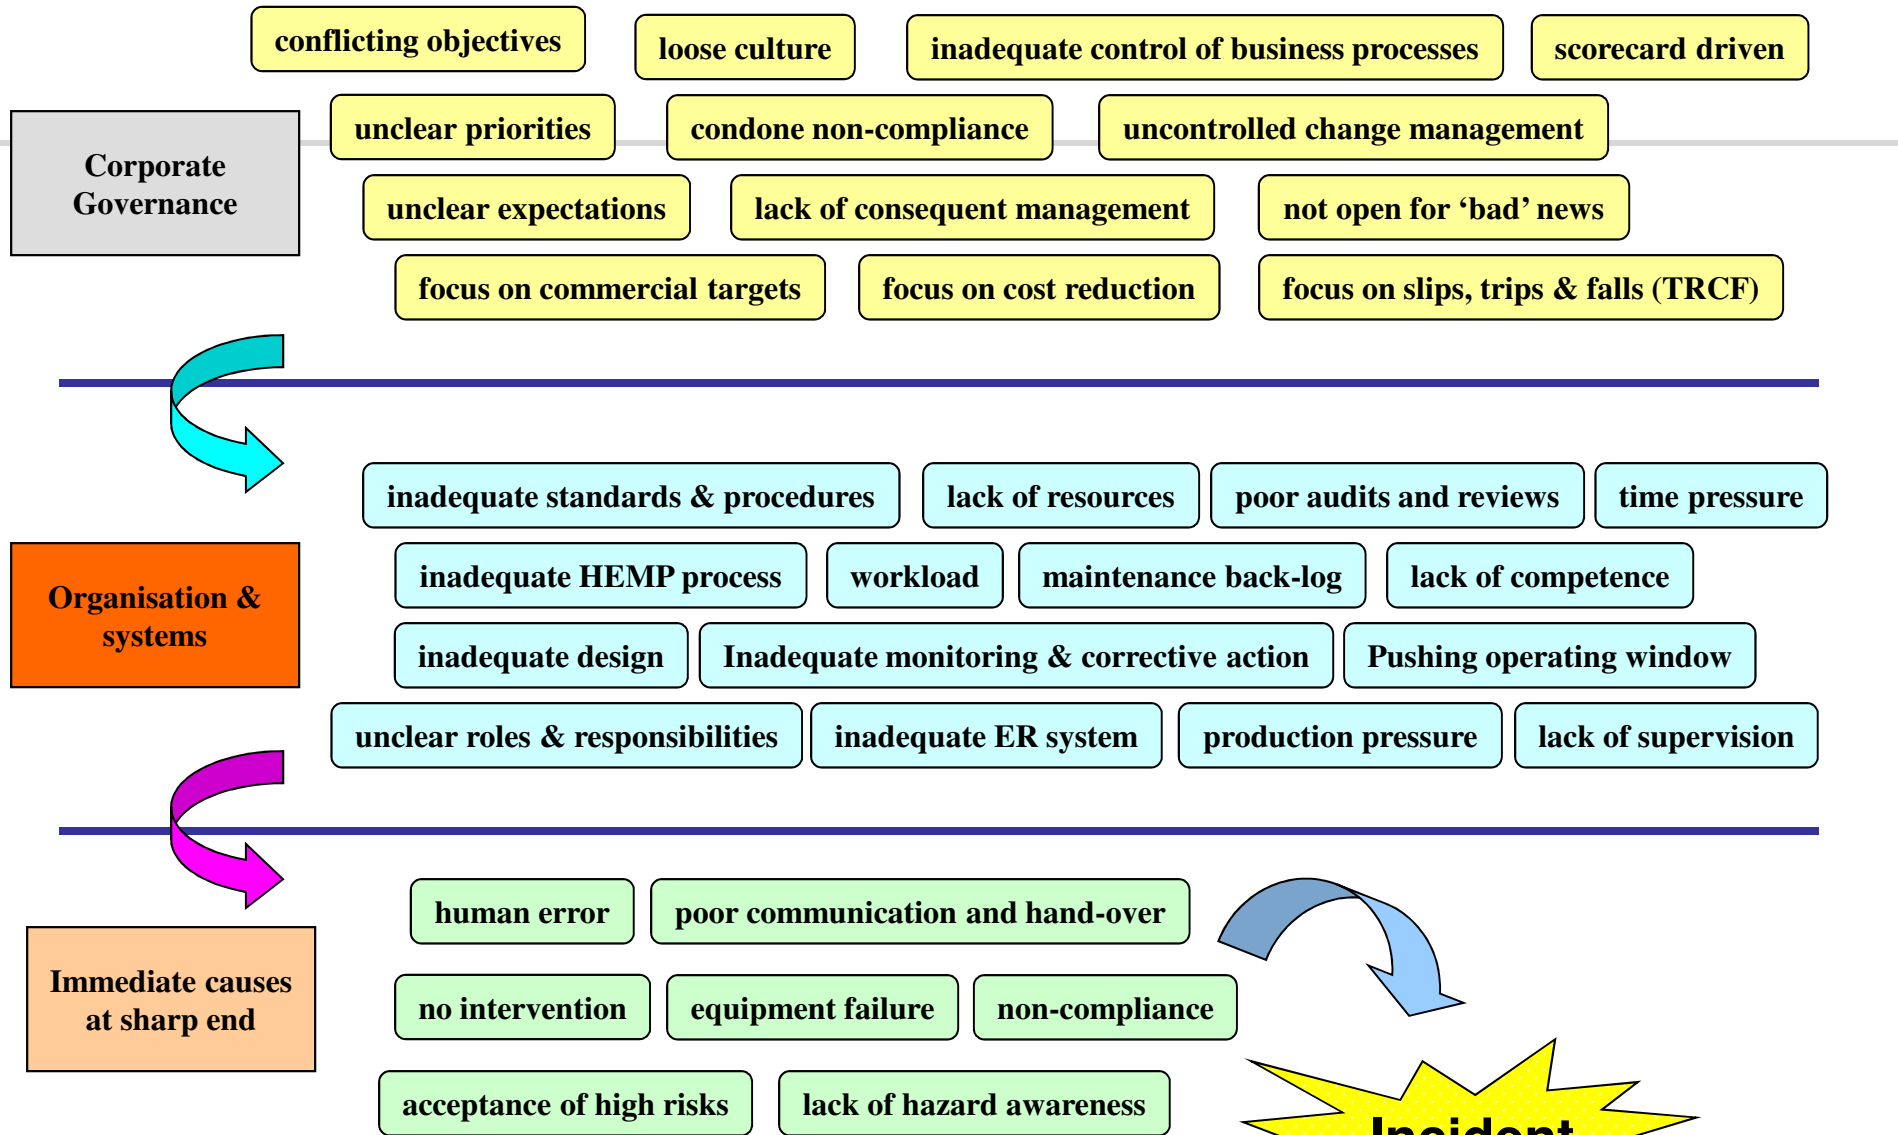 conflicting objectives
loose culture
inadequate control of business processes
scorecard driven
unclear priorities
condone non-compliance
uncontrolled change management
Corporate
Governance
unclear expectations
lack of consequent management
not open for ‘bad’ news
focus on commercial targets
focus on cost reduction
focus on slips, trips & falls (TRCF)
inadequate standards & procedures
lack of resources
poor audits and reviews
time pressure
inadequate HEMP process
workload
maintenance back-log
lack of competence
Organisation &
systems
inadequate design
Inadequate monitoring & corrective action
Pushing operating window
unclear roles & responsibilities
inadequate ER system
production pressure
lack of supervision
human error
poor communication and hand-over
Immediate causes
at sharp end
no intervention
equipment failure
non-compliance
acceptance of high risks
lack of hazard awareness
Incident